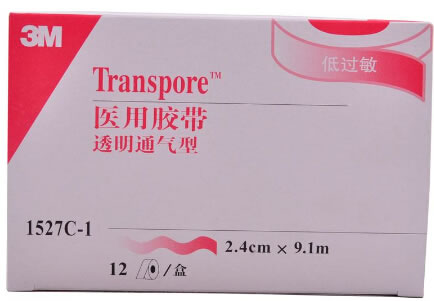 3M
低过敏
Transpore™
医用胶带
透明通气型
1527C-1
2.4cm × 9.1m
12 /盒